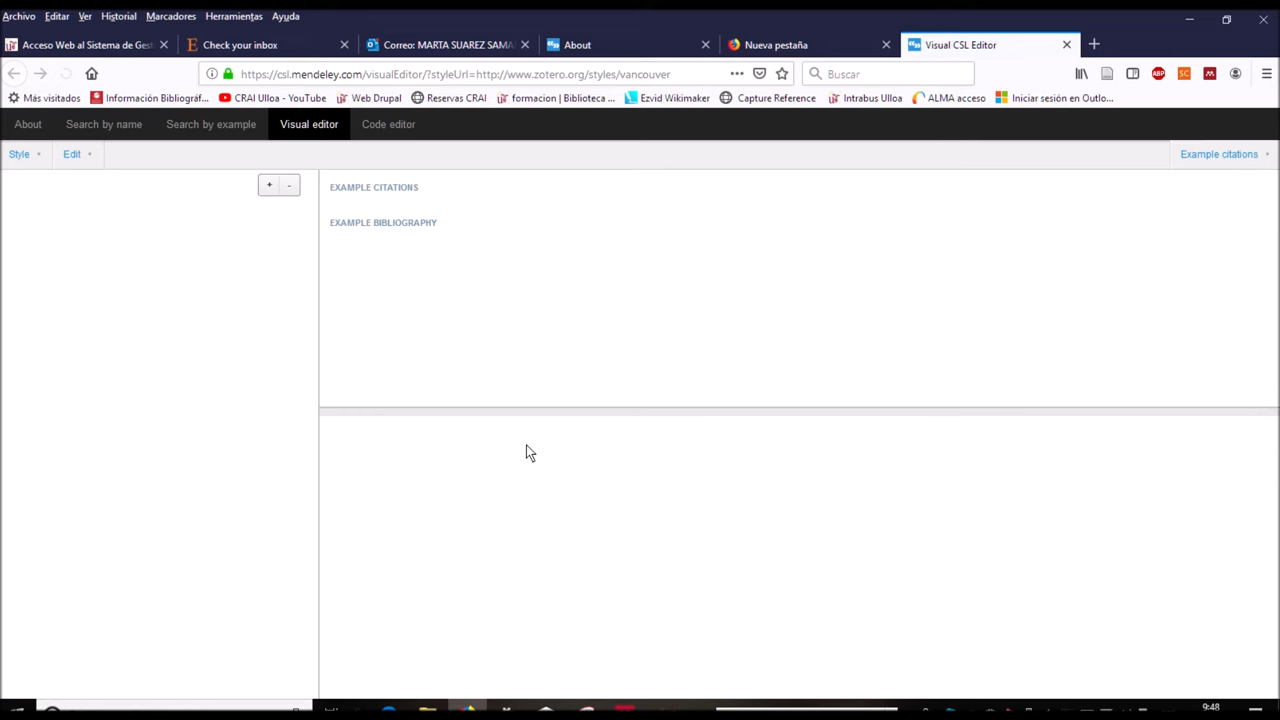 Archivo Editar Ver Historial Marcadores Herramientas Ayuda
Acceso Web al Sistema de Gest Check your inbox Correo: MARTA SUAREZ SAMA About Nueva pestaña Visual CSL Editor
https://csl.mendeley.com/visualEditor/?styleUrl=http://www.zotero.org/styles/vancouver Buscar
Más visitados Información Bibliográf... CRAI Ulloa - YouTube Web Drupal Reservas CRAI formacion | Biblioteca ... Ezvid Wikimaker Capture Reference Intrabus Ulloa ALMA acceso Iniciar sesión en Outlo...
About Search by name Search by example Visual editor Code editor
Style Edit Example citations
+ -
EXAMPLE CITATIONS
EXAMPLE BIBLIOGRAPHY
9:48